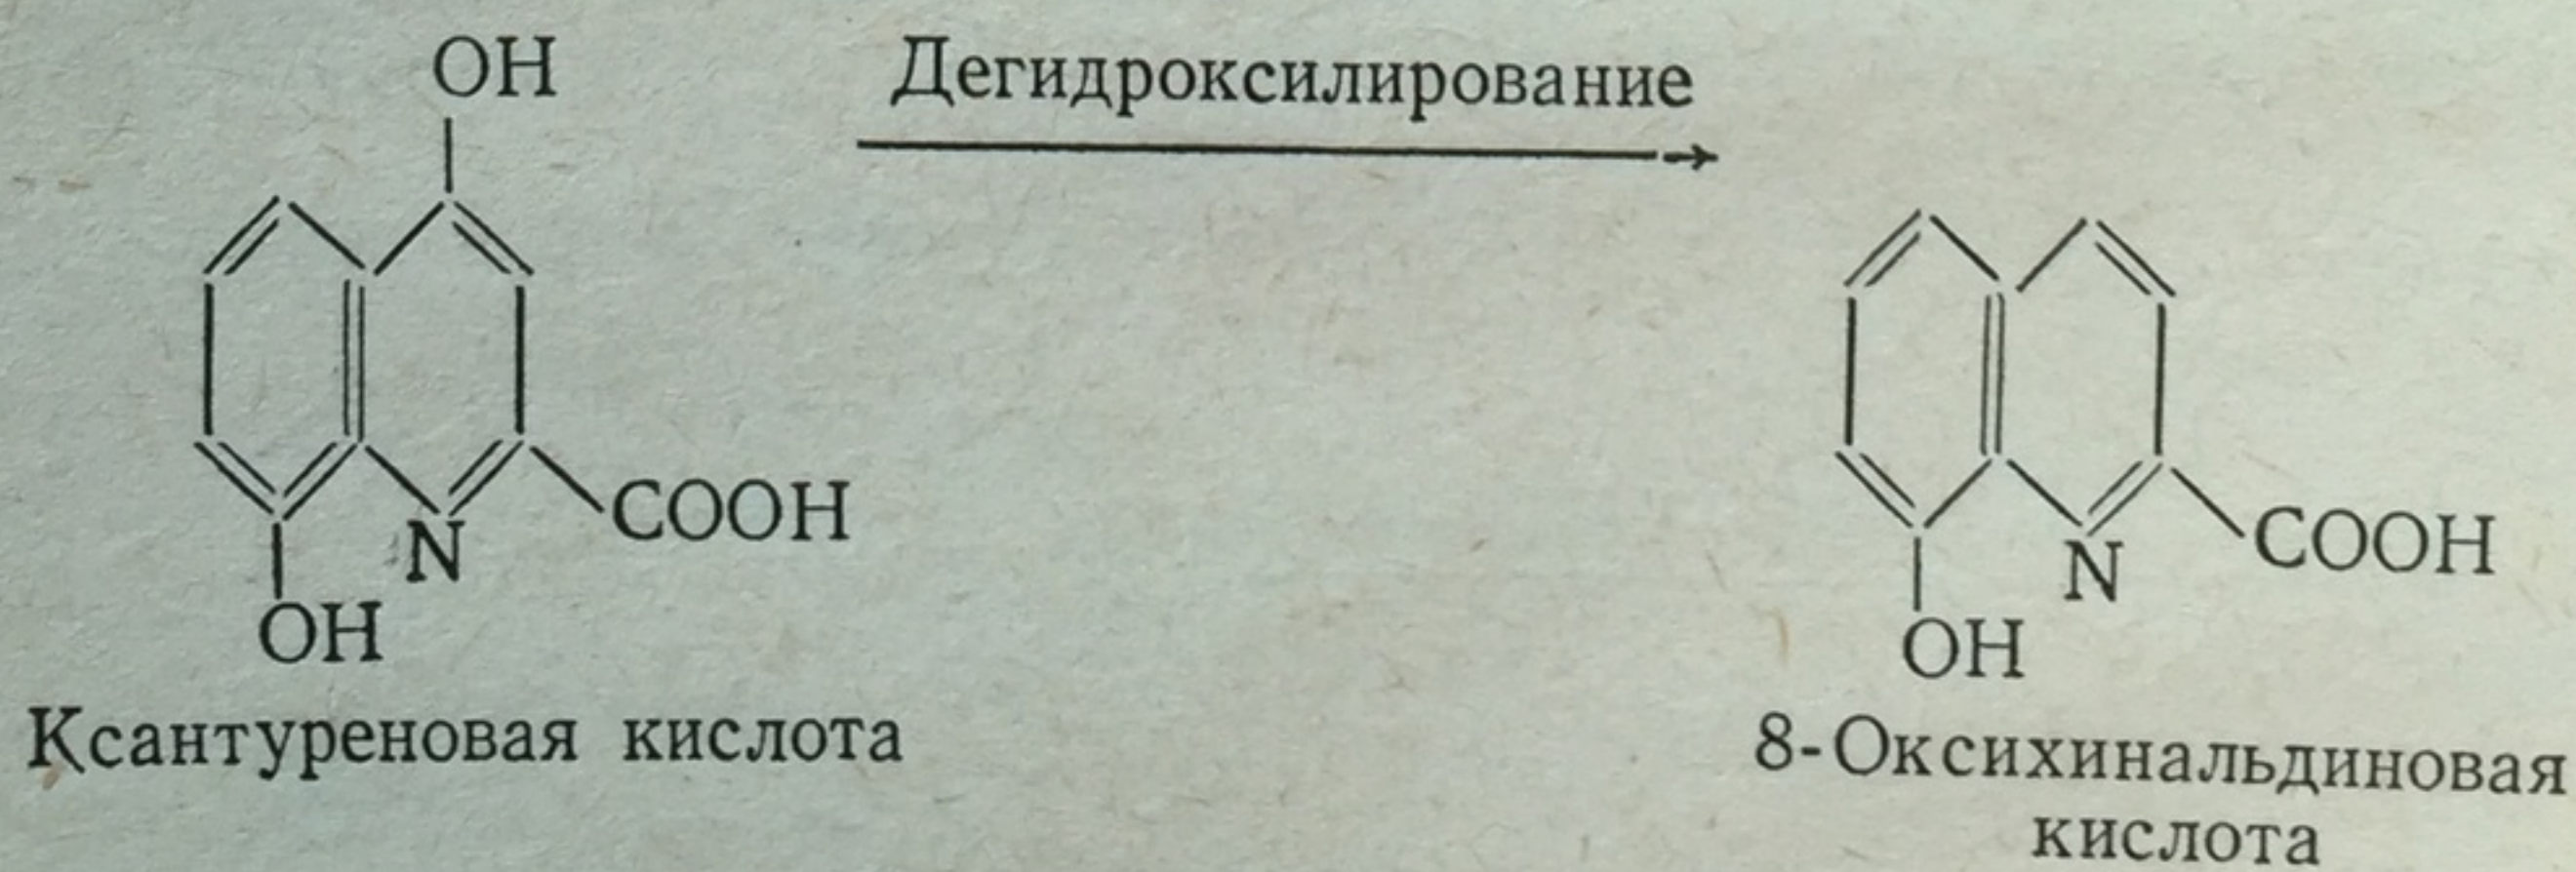 OH
Дегидроксилирование
N
COOH
OH
N
COOH
OH
Ксантуреновая кислота
8-Оксихинальдиновая
кислота